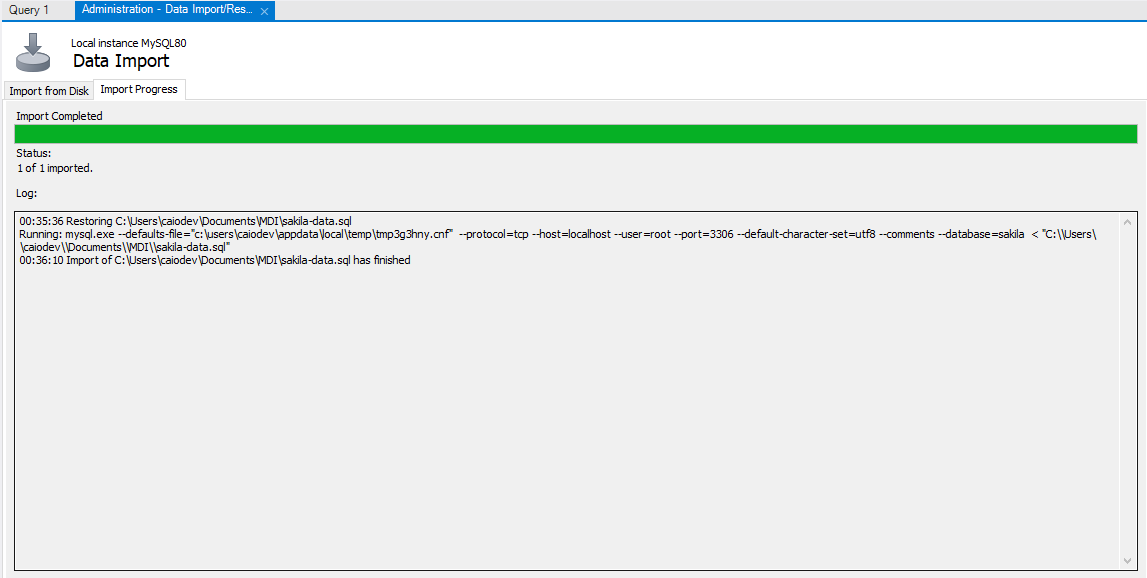 Query 1
Administration - Data Import/Res...
Local instance MySQL80
Data Import
Import from Disk
Import Progress
Import Completed
Status:
1 of 1 imported.
Log:
00:35:36 Restoring C:\Users\caiodev\Documents\MDI\sakila-data.sql
Running: mysql.exe --defaults-file="c:\users\caiodev\appdata\local\temp\tmp3g3hny.cnf"  --protocol=tcp --host=localhost --user=root --port=3306 --default-character-set=utf8 --comments --database=sakila  < "C:\\Users\
\caiodev\\Documents\\MDI\\sakila-data.sql"
00:36:10 Import of C:\Users\caiodev\Documents\MDI\sakila-data.sql has finished